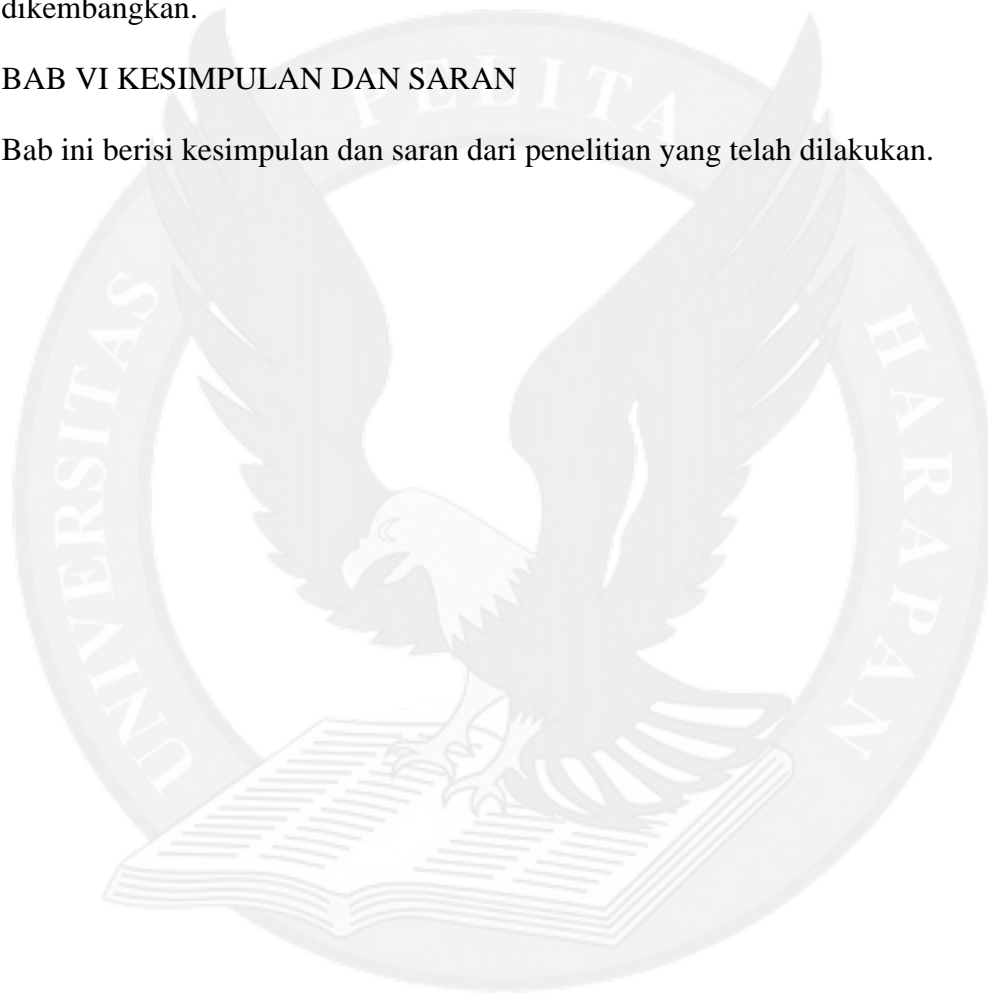 dikembangkan.
BAB VI KESIMPULAN DAN SARAN
Bab ini berisi kesimpulan dan saran dari penelitian yang telah dilakukan.
UNIVERSITAS PELITA HARAPAN